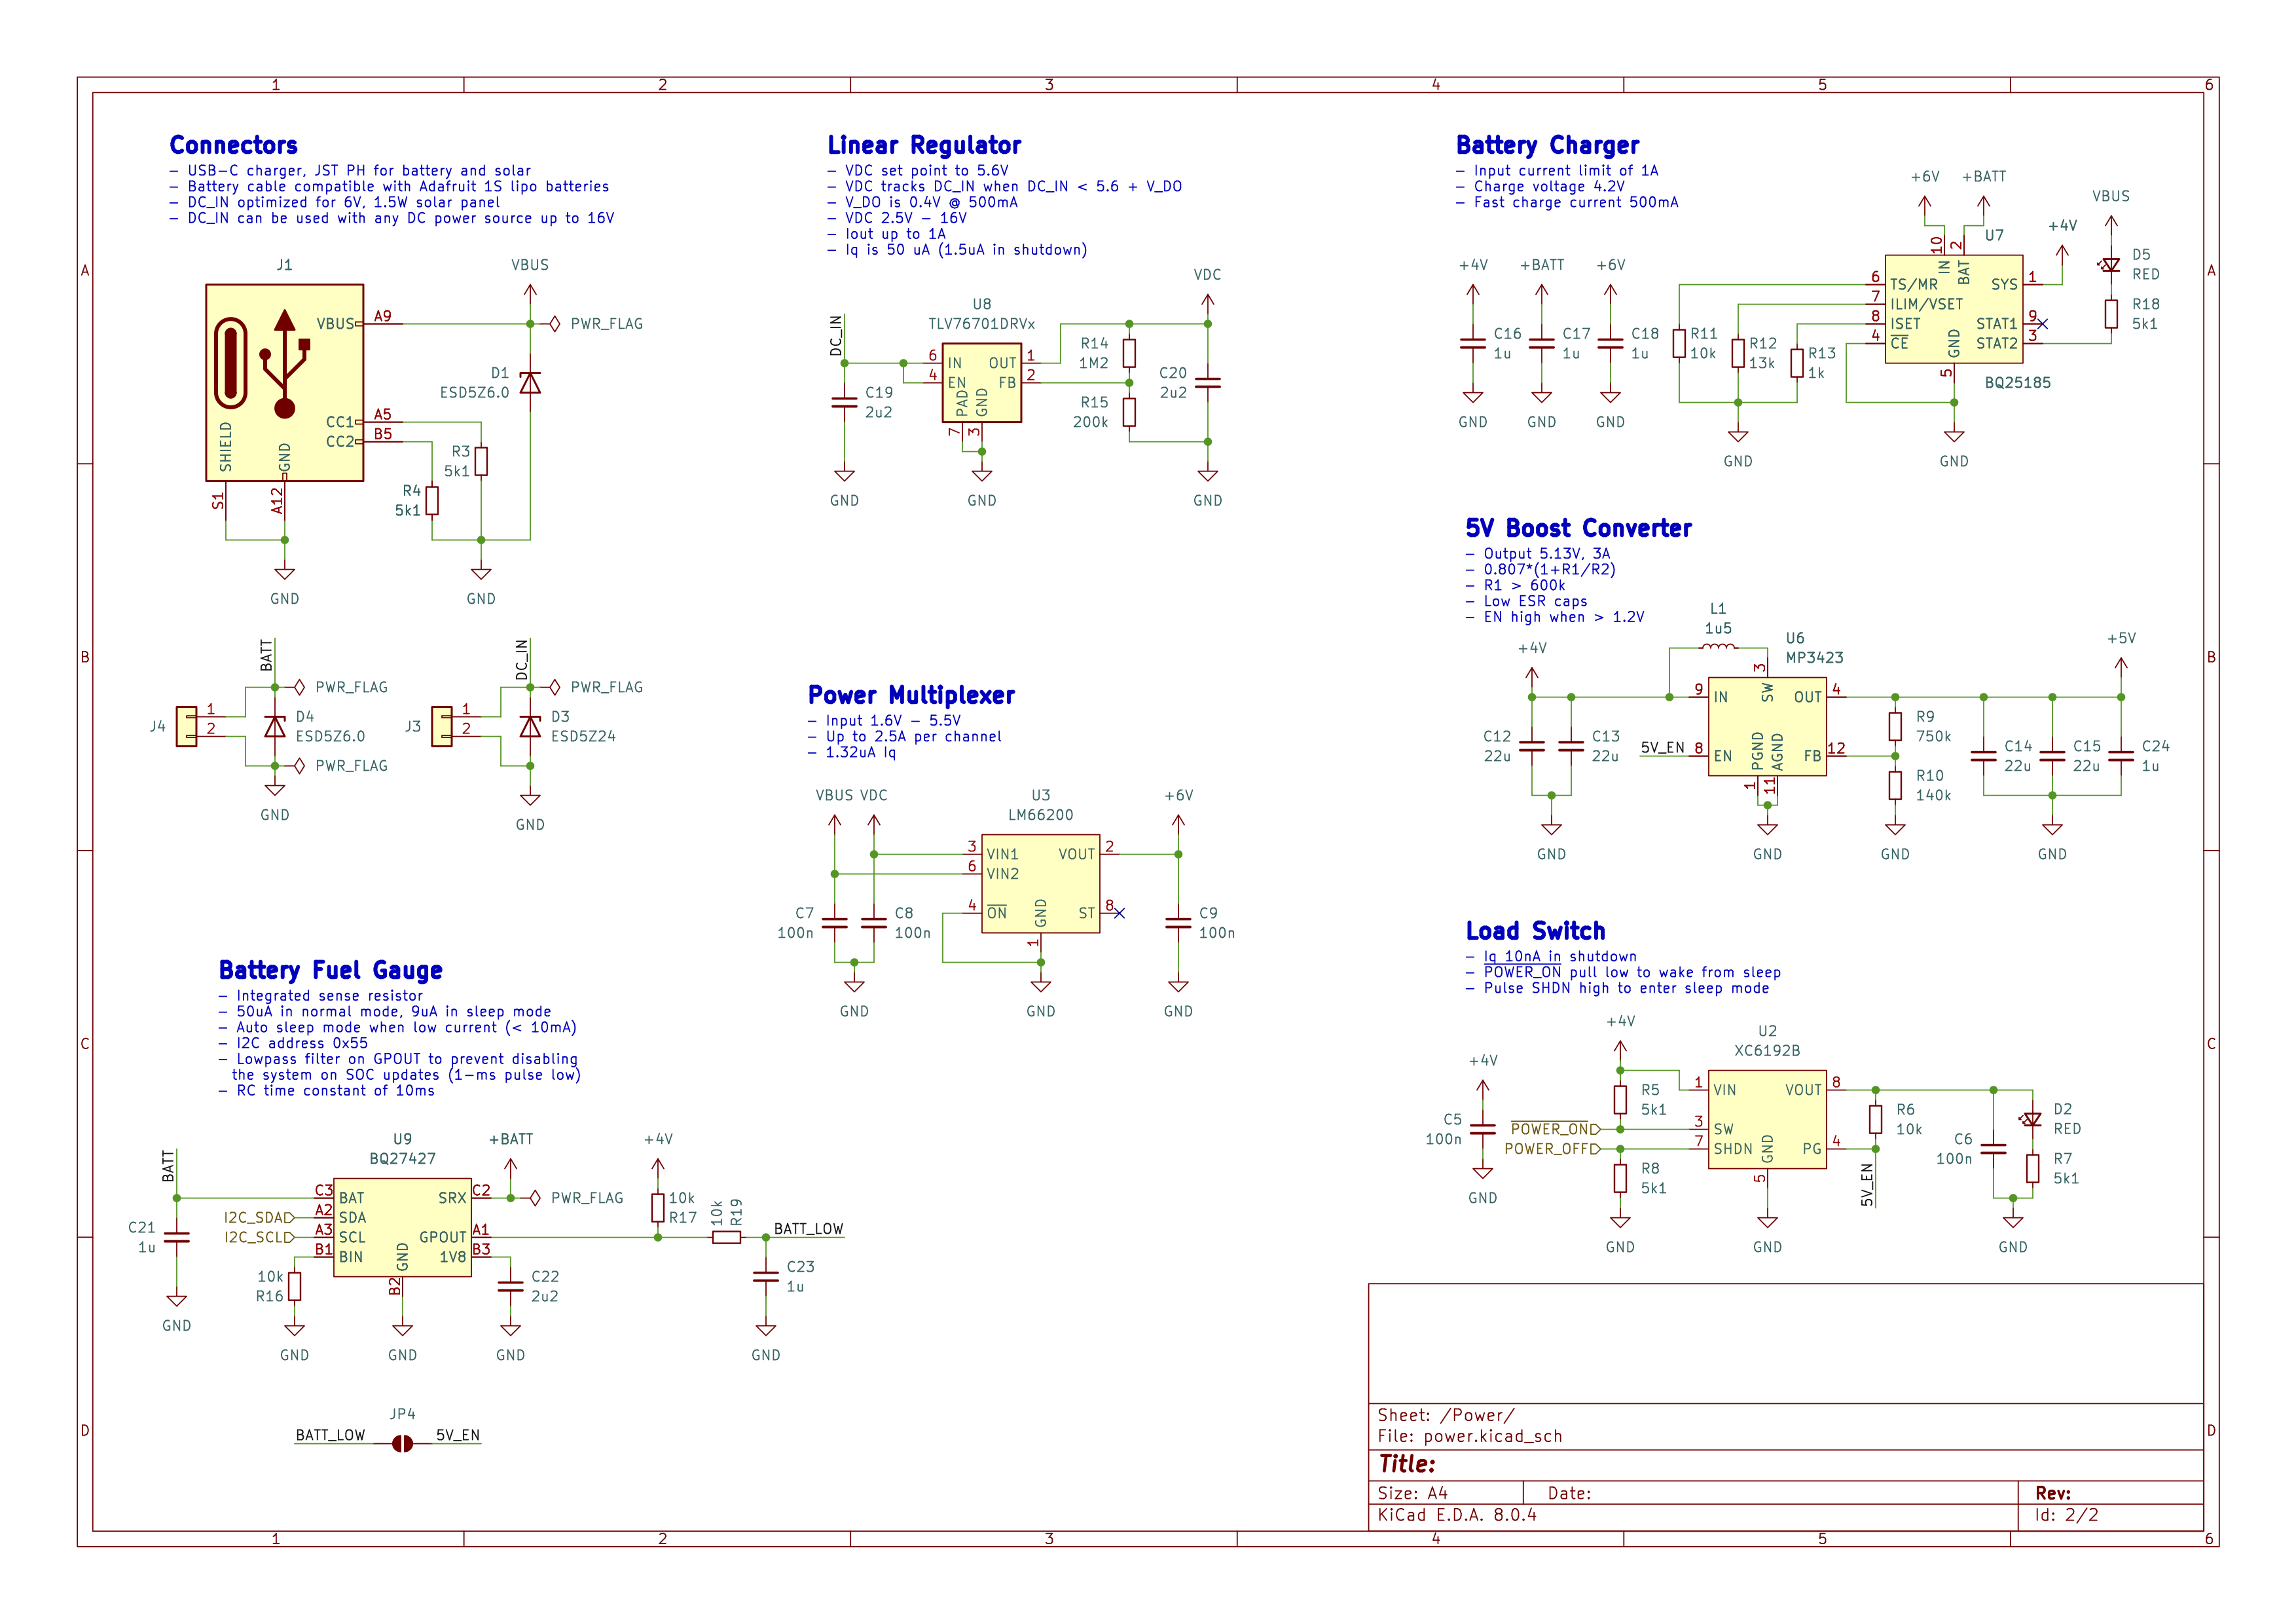 1 2 3 4 5 6
A
B
C
D
Connectors
- USB-C charger, JST PH for battery and solar
- Battery cable compatible with Adafruit 1S lipo batteries
- DC_IN optimized for 6V, 1.5W solar panel
- DC_IN can be used with any DC power source up to 16V
J1
VBUS
VBUS A9
PWR_FLAG
D1
ESD5Z6.0
CC1 A5
CC2 B5
SHIELD
GND
S1
A12
R3
5k1
R4
5k1
GND
GND
BATT
PWR_FLAG
J4
1
2
D4
ESD5Z6.0
PWR_FLAG
GND
DC_IN
PWR_FLAG
J3
1
2
D3
ESD5Z24
GND
Battery Fuel Gauge
- Integrated sense resistor
- 50uA in normal mode, 9uA in sleep mode
- Auto sleep mode when low current (< 10mA)
- I2C address 0x55
- Lowpass filter on GPOUT to prevent disabling
the system on SOC updates (1-ms pulse low)
- RC time constant of 10ms
BATT
U9
BQ27427
+BATT
+4V
C3 BAT
SRX C2
PWR_FLAG
I2C_SDA A2 SDA
I2C_SCL A3 SCL
GPOUT A1
B1 BIN
1V8 B3
GND
B2
C21
1u
GND
10k
R16
GND
GND
C22
2u2
GND
10k
R17
10k
R19
BATT_LOW
C23
1u
GND
JP4
BATT_LOW
5V_EN
Linear Regulator
- VDC set point to 5.6V
- VDC tracks DC_IN when DC_IN < 5.6 + V_DO
- V_DO is 0.4V @ 500mA
- VDC 2.5V - 16V
- Iout up to 1A
- Iq is 50 uA (1.5uA in shutdown)
VDC
DC_IN
U8
TLV76701DRVx
6 IN
OUT 1
4 EN
FB 2
PAD
GND
7
3
C19
2u2
R14
1M2
R15
200k
C20
2u2
GND
GND
GND
Power Multiplexer
- Input 1.6V - 5.5V
- Up to 2.5A per channel
- 1.32uA Iq
VBUS VDC
U3
LM66200
+6V
3 VIN1
VOUT 2
6 VIN2
4 ON
ST 8
GND
1
C7
100n
C8
100n
C9
100n
GND
GND
GND
Battery Charger
- Input current limit of 1A
- Charge voltage 4.2V
- Fast charge current 500mA
+4V
C16
1u
GND
+BATT
C17
1u
GND
+6V
C18
1u
GND
+6V
+BATT
U7
+4V
VBUS
D5
RED
R18
5k1
10
IN
2
BAT
6 TS/MR
SYS 1
7 ILIM/VSET
8 ISET
STAT1 9
4 CE
STAT2 3
GND
5
BQ25185
R11
10k
R12
13k
R13
1k
GND
GND
5V Boost Converter
- Output 5.13V, 3A
- 0.807*(1+R1/R2)
- R1 > 600k
- Low ESR caps
- EN high when > 1.2V
+4V
L1
1u5
U6
MP3423
+5V
3
SW
9 IN
OUT 4
5V_EN
8 EN
FB 12
PGND
AGND
1
11
C12
22u
C13
22u
R9
750k
R10
140k
C14
22u
C15
22u
C24
1u
GND
GND
GND
GND
Load Switch
- Iq 10nA in shutdown
- POWER_ON pull low to wake from sleep
- Pulse SHDN high to enter sleep mode
+4V
C5
100n
GND
+4V
U2
XC6192B
R5
5k1
1 VIN
VOUT 8
POWER_ON
3 SW
POWER_OFF
7 SHDN
PG 4
GND
5
R8
5k1
GND
GND
R6
10k
5V_EN
C6
100n
D2
RED
R7
5k1
GND
Sheet: /Power/
File: power.kicad_sch
Title:
Size: A4
Date:
Rev:
KiCad E.D.A. 8.0.4
Id: 2/2
A
B
C
D
1 2 3 4 5 6